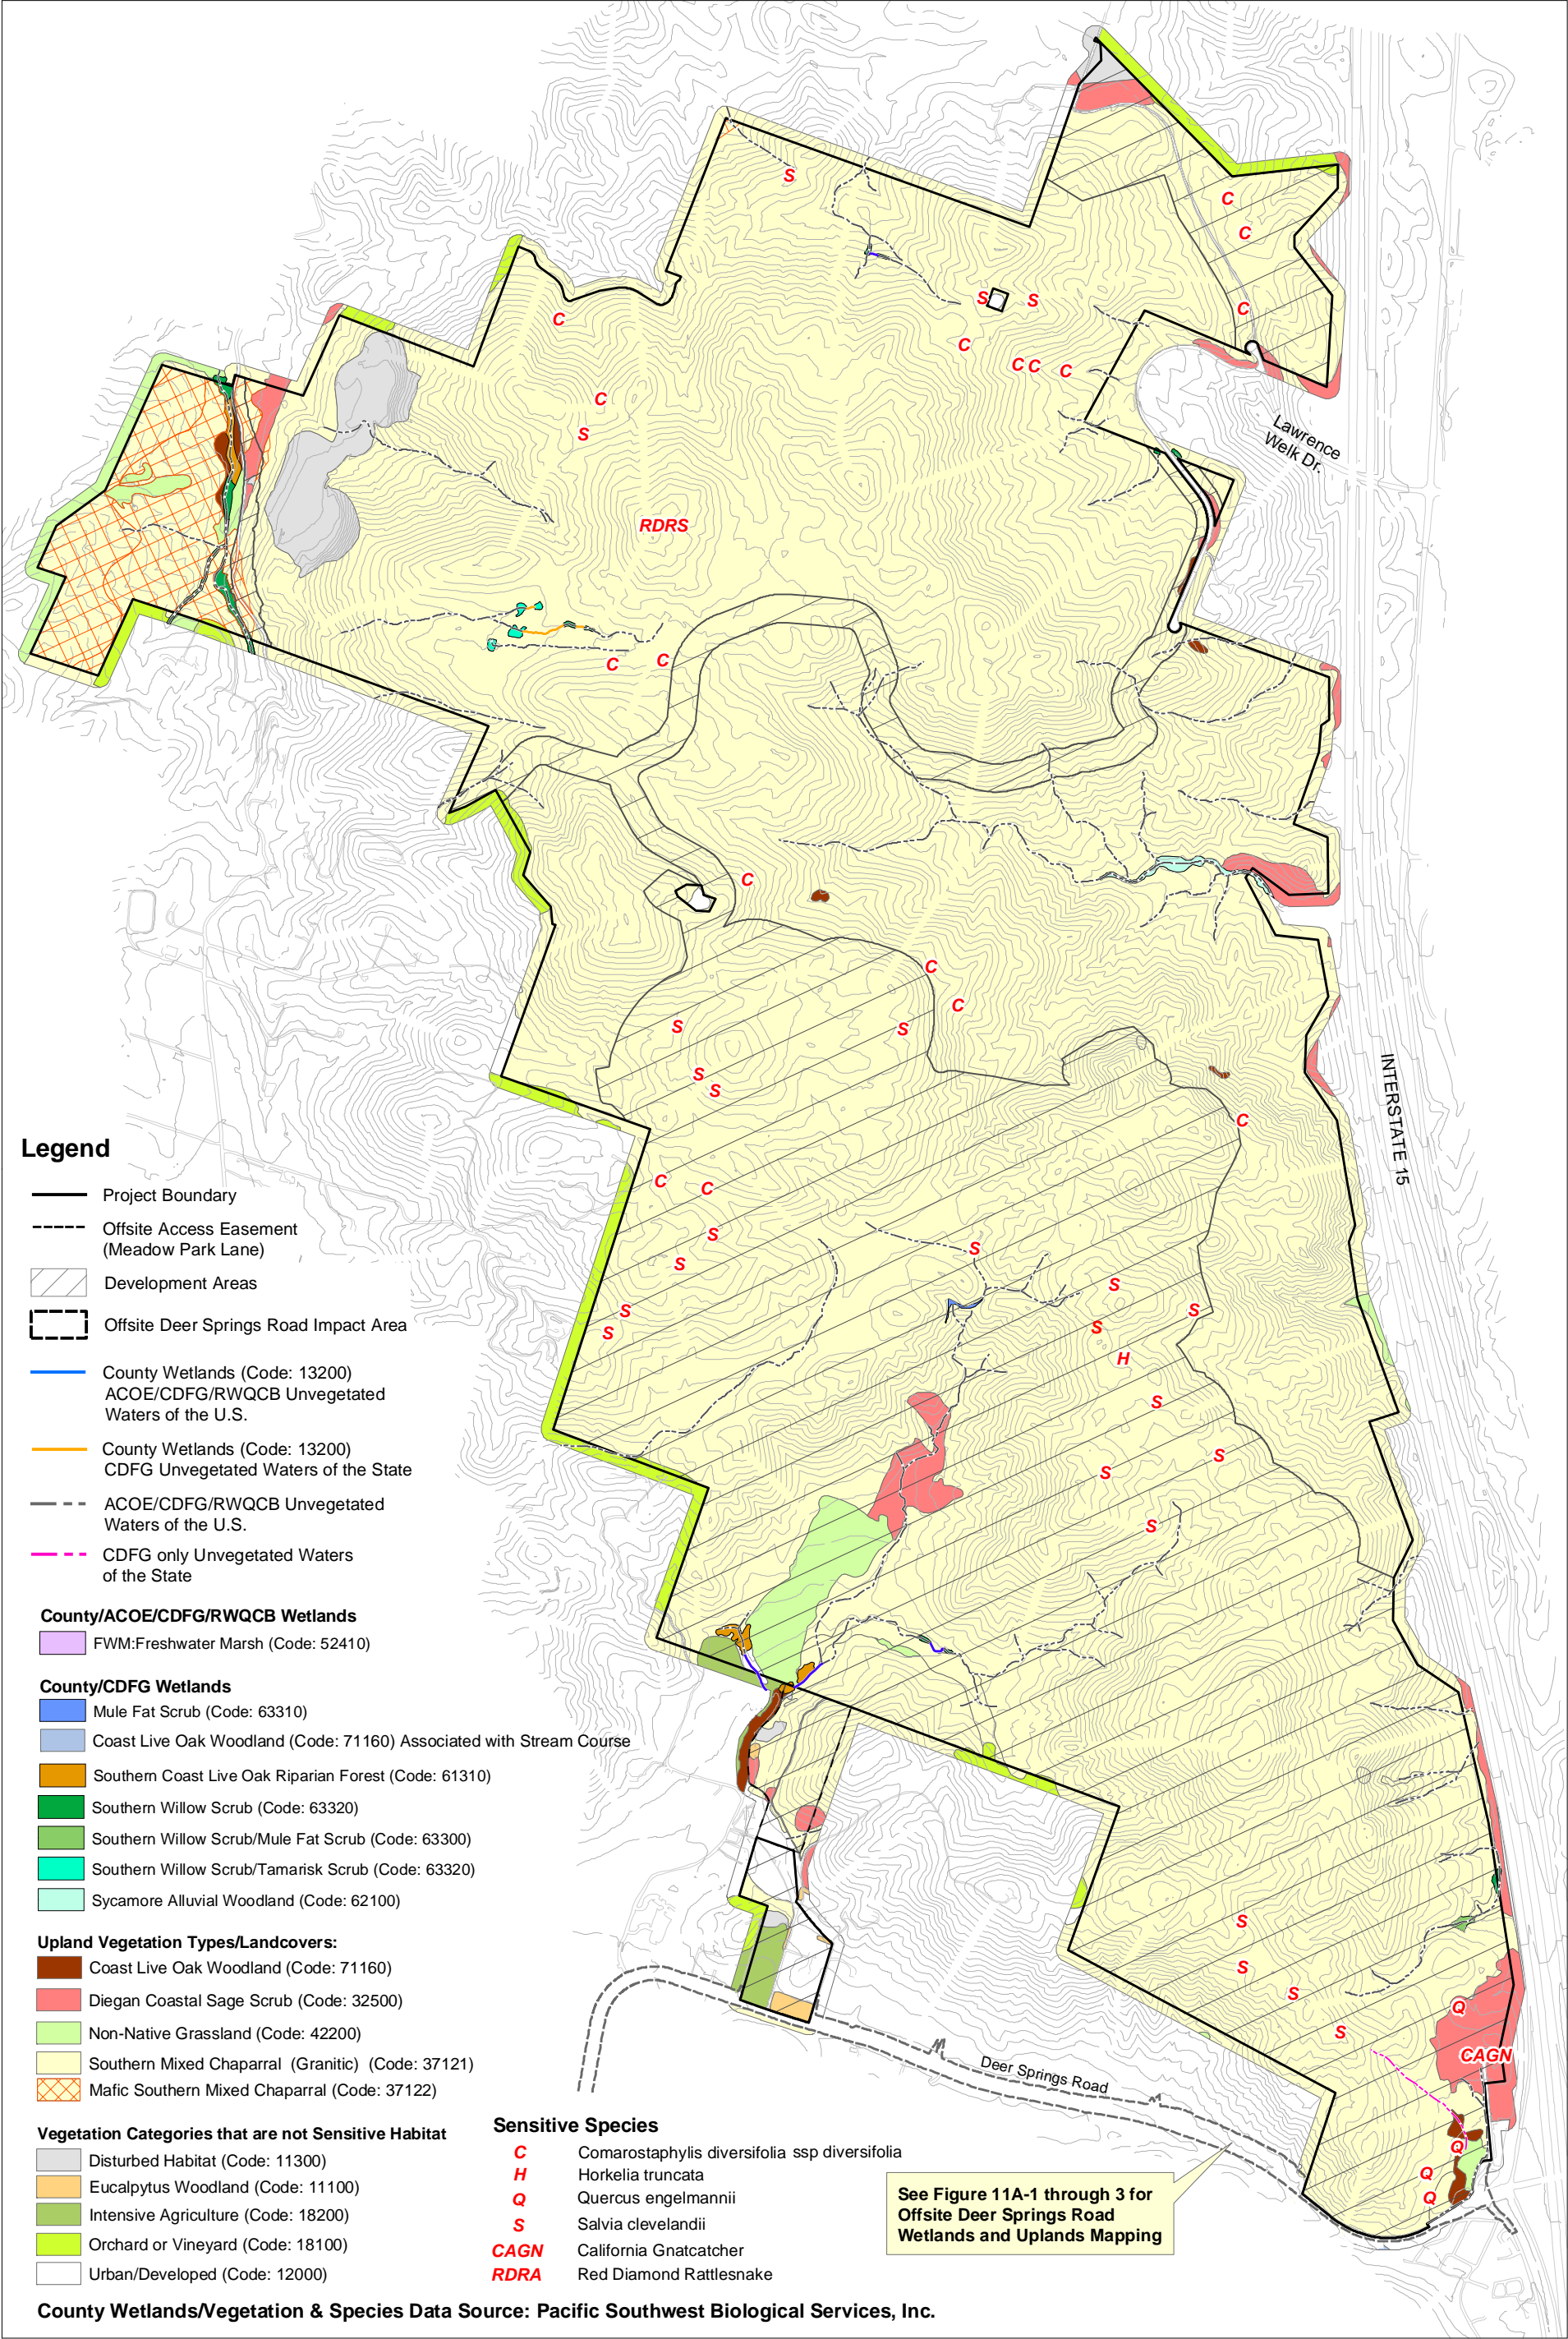 S
C
C
S
S
C
C
C
C
C C C
C
S
Lawrence
Welk Dr.
RDRS
C
C
C
C
C
S
S
S
S
INTERSTATE 15
C
C
C
S
S
S
S
S
S
S
S
H
S
S
S
S
S
S
S
S
Q
CAGN
Q
Q
Q
Deer Springs Road
Legend
Project Boundary
Offsite Access Easement
(Meadow Park Lane)
Development Areas
Offsite Deer Springs Road Impact Area
County Wetlands (Code: 13200)
ACOE/CDFG/RWQCB Unvegetated
Waters of the U.S.
County Wetlands (Code: 13200)
CDFG Unvegetated Waters of the State
ACOE/CDFG/RWQCB Unvegetated
Waters of the U.S.
CDFG only Unvegetated Waters
of the State
County/ACOE/CDFG/RWQCB Wetlands
FWM:Freshwater Marsh (Code: 52410)
County/CDFG Wetlands
Mule Fat Scrub (Code: 63310)
Coast Live Oak Woodland (Code: 71160) Associated with Stream Course
Southern Coast Live Oak Riparian Forest (Code: 61310)
Southern Willow Scrub (Code: 63320)
Southern Willow Scrub/Mule Fat Scrub (Code: 63300)
Southern Willow Scrub/Tamarisk Scrub (Code: 63320)
Sycamore Alluvial Woodland (Code: 62100)
Upland Vegetation Types/Landcovers:
Coast Live Oak Woodland (Code: 71160)
Diegan Coastal Sage Scrub (Code: 32500)
Non-Native Grassland (Code: 42200)
Southern Mixed Chaparral (Granitic) (Code: 37121)
Mafic Southern Mixed Chaparral (Code: 37122)
Vegetation Categories that are not Sensitive Habitat
Disturbed Habitat (Code: 11300)
Eucalpytus Woodland (Code: 11100)
Intensive Agriculture (Code: 18200)
Orchard or Vineyard (Code: 18100)
Urban/Developed (Code: 12000)
Sensitive Species
C Comarostaphylis diversifolia ssp diversifolia
H Horkelia truncata
Q Quercus engelmannii
S Salvia clevelandii
CAGN California Gnatcatcher
RDRA Red Diamond Rattlesnake
See Figure 11A-1 through 3 for
Offsite Deer Springs Road
Wetlands and Uplands Mapping
County Wetlands/Vegetation & Species Data Source: Pacific Southwest Biological Services, Inc.